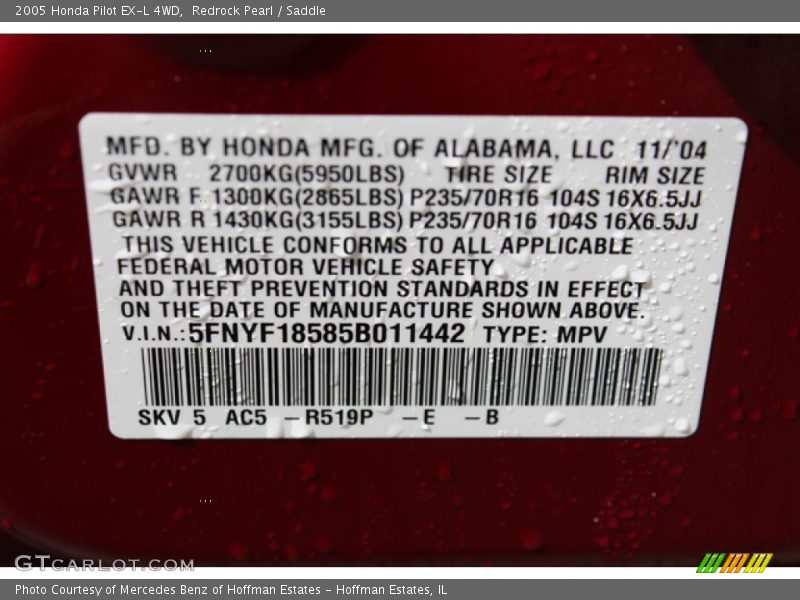 2005 Honda Pilot EX-L 4WD, Redrock Pearl / Saddle
MFD. BY HONDA MFG. OF ALABAMA, LLC 11/'04
GVWR 2700KG(5950LBS) TIRE SIZE RIM SIZE
GAWR F 1300KG(2865LBS) P235/70R16 104S 16X6.5JJ
GAWR R 1430KG(3155LBS) P235/70R16 104S 16X6.5JJ
THIS VEHICLE CONFORMS TO ALL APPLICABLE
FEDERAL MOTOR VEHICLE SAFETY
AND THEFT PREVENTION STANDARDS IN EFFECT
ON THE DATE OF MANUFACTURE SHOWN ABOVE.
V.I.N.:5FNYF18585B011442 TYPE: MPV
SKV 5 AC5 – R519P – E – B
GTCARLOT.COM
Photo Courtesy of Mercedes Benz of Hoffman Estates - Hoffman Estates, IL